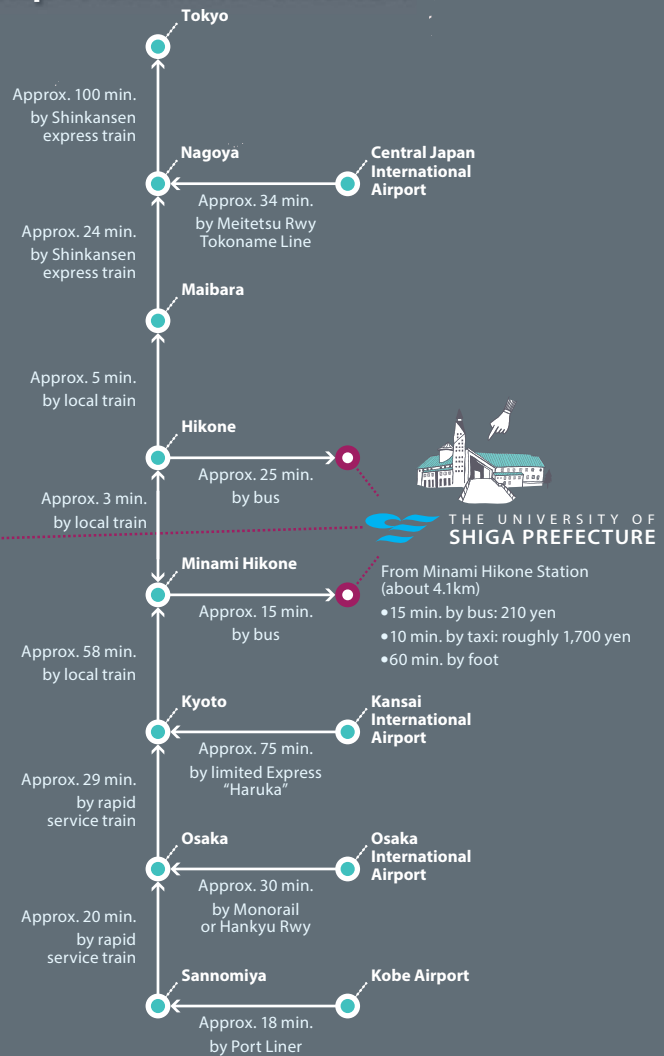 Tokyo
Approx. 100 min.
by Shinkansen
express train
Nagoya
Central Japan
International
Airport
Approx. 34 min.
by Meitetsu Rwy
Tokoname Line
Approx. 24 min.
by Shinkansen
express train
Maibara
Approx. 5 min.
by local train
Hikone
Approx. 25 min.
by bus
Approx. 3 min.
by local train
THE UNIVERSITY OF
SHIGA PREFECTURE
Minami Hikone
Approx. 15 min.
by bus
From Minami Hikone Station
(about 4.1km)
•15 min. by bus: 210 yen
•10 min. by taxi: roughly 1,700 yen
•60 min. by foot
Approx. 58 min.
by local train
Kyoto
Kansai
International
Airport
Approx. 75 min.
by limited Express
“Haruka”
Approx. 29 min.
by rapid
service train
Osaka
Osaka
International
Airport
Approx. 30 min.
by Monorail
or Hankyu Rwy
Approx. 20 min.
by rapid
service train
Sannomiya
Kobe Airport
Approx. 18 min.
by Port Liner